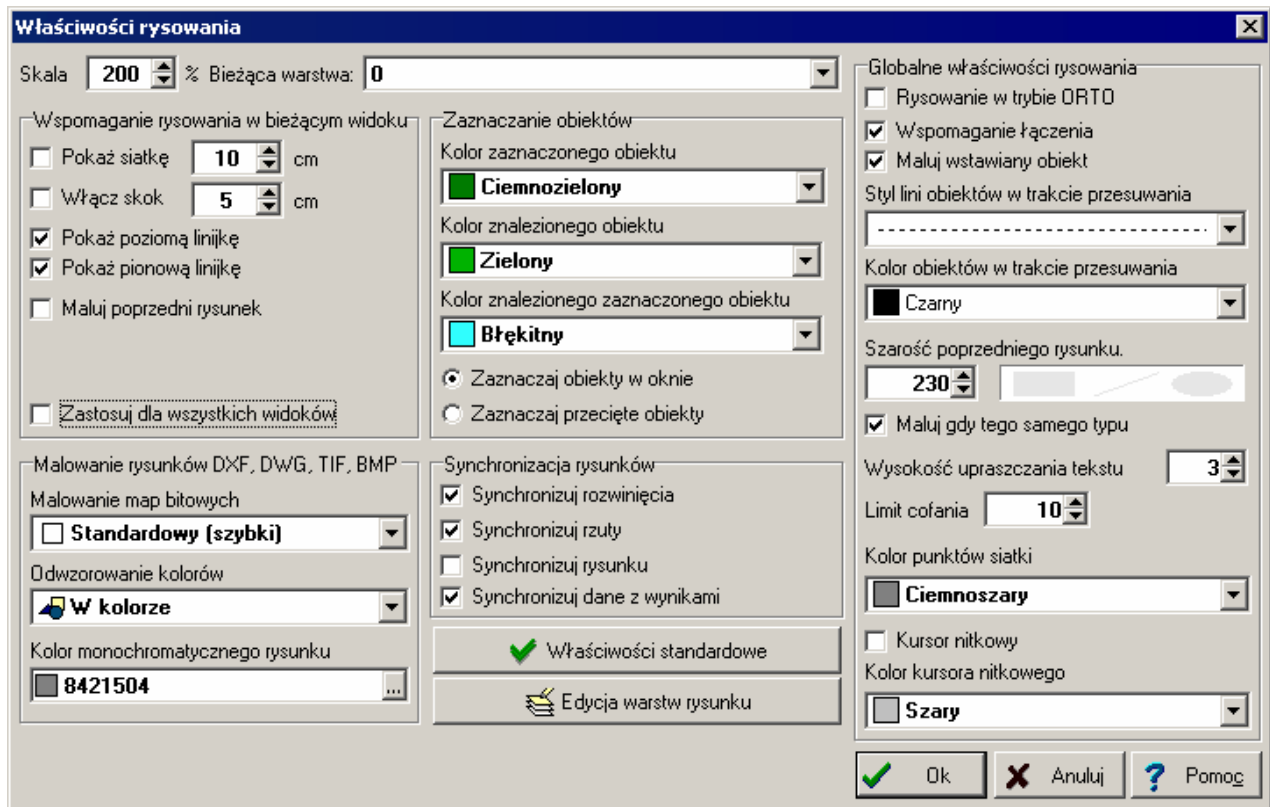 Właściwości rysowania
Skala 200 % Bieżąca warstwa: 0
Wspomaganie rysowania w bieżącym widoku
Pokaż siatkę 10 cm
Włącz skok 5 cm
Pokaż poziomą linijkę
Pokaż pionową linijkę
Maluj poprzedni rysunek
Zastosuj dla wszystkich widoków
Zaznaczanie obiektów
Kolor zaznaczonego obiektu
Ciemnozielony
Kolor znalezionego obiektu
Zielony
Kolor znalezionego zaznaczonego obiektu
Błękitny
Zaznaczaj obiekty w oknie
Zaznaczaj przecięte obiekty
Malowanie rysunków DXF, DWG, TIF, BMP
Malowanie map bitowych
Standardowy (szybki)
Odwzorowanie kolorów
W kolorze
Kolor monochromatycznego rysunku
8421504 ...
Synchronizacja rysunków
Synchronizuj rozwinięcia
Synchronizuj rzuty
Synchronizuj rysunku
Synchronizuj dane z wynikami
Właściwości standardowe
Edycja warstw rysunku
Globalne właściwości rysowania
Rysowanie w trybie ORTO
Wspomaganie łączenia
Maluj wstawiany obiekt
Styl lini obiektów w trakcie przesuwania
Kolor obiektów w trakcie przesuwania
Czarny
Szarość poprzedniego rysunku.
230
Maluj gdy tego samego typu
Wysokość upraszczania tekstu 3
Limit cofania 10
Kolor punktów siatki
Ciemnoszary
Kursor nitkowy
Kolor kursora nitkowego
Szary
Ok Anuluj Pomoc